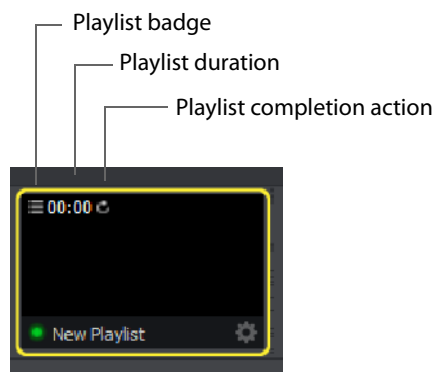 Playlist badge
Playlist duration
Playlist completion action
00:00
New Playlist